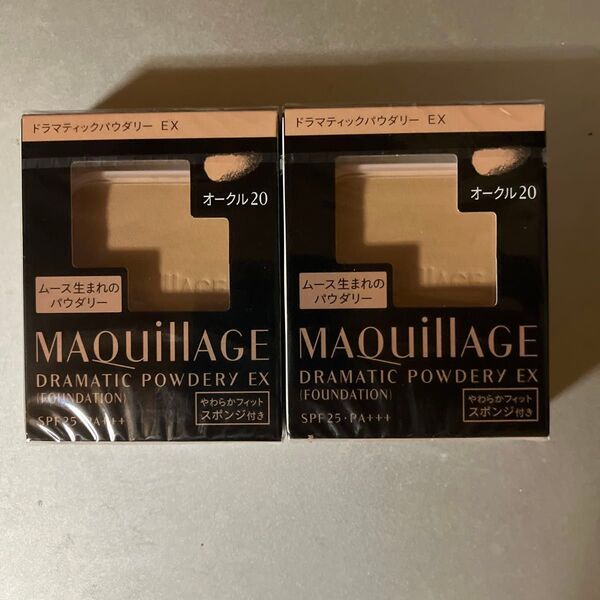 ドラマティックパウダリー EX
オークル20
ムース生まれの
パウダリー
MAQuillAGE
DRAMATIC POWDERY EX
(FOUNDATION)
SPF25・PA+++
やわらかフィット
スポンジ付き
ドラマティックパウダリー EX
オークル20
ムース生まれの
パウダリー
MAQuillAGE
DRAMATIC POWDERY EX
(FOUNDATION)
SPF25・PA+++
やわらかフィット
スポンジ付き